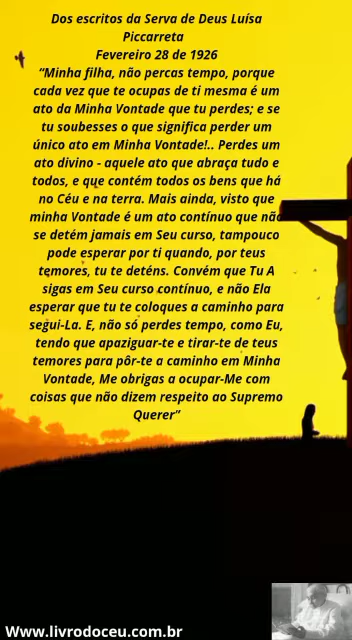 Dos escritos da Serva de Deus Luísa
Piccarreta
Fevereiro 28 de 1926
“Minha filha, não percas tempo, porque
cada vez que te ocupas de ti mesma é um
ato da Minha Vontade que tu perdes; e se
tu soubesses o que significa perder um
único ato em Minha Vontade!.. Perdes um
ato divino - aquele ato que abraça tudo e
todos, e que contém todos os bens que há
no Céu e na terra. Mais ainda, visto que
minha Vontade é um ato contínuo que não
se detém jamais em Seu curso, tampouco
pode esperar por ti quando, por teus
temores, tu te deténs. Convém que Tu A
sigas em Seu curso contínuo, e não Ela
esperar que tu te coloques a caminho para
segui-La. E, não só perdes tempo, como Eu,
tendo que apaziguar-te e tirar-te de teus
temores para pôr-te a caminho em Minha
Vontade, Me obrigas a ocupar-Me com
coisas que não dizem respeito ao Supremo
Querer”
Www.livrodoceu.com.br